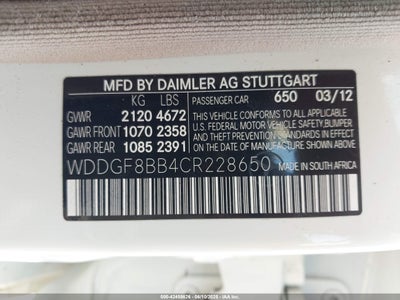 MFD BY DAIMLER AG STUTTGART
KG LBS PASSENGER CAR 650 03/12
GVWR 2120 4672
GAWR FRONT 1070 2358
GAWR REAR 1085 2391
THIS VEHICLE CONFORMS TO ALL APPLICABLE
U.S. FEDERAL MOTOR VEHICLE SAFETY, BUMPER
AND THEFT PREVENTION STANDARDS IN EFFECT
ON THE DATE OF MANUFACTURE SHOWN ABOVE.
WDDGF8BB4CR228650 MADE IN SOUTH AFRICA